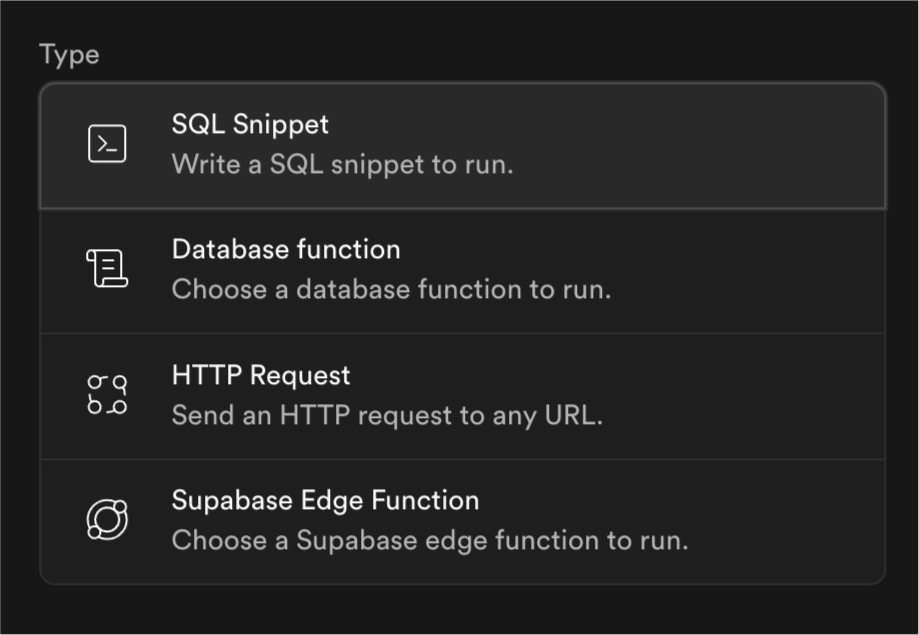 Type
SQL Snippet
Write a SQL snippet to run.
Database function
Choose a database function to run.
HTTP Request
Send an HTTP request to any URL.
Supabase Edge Function
Choose a Supabase edge function to run.